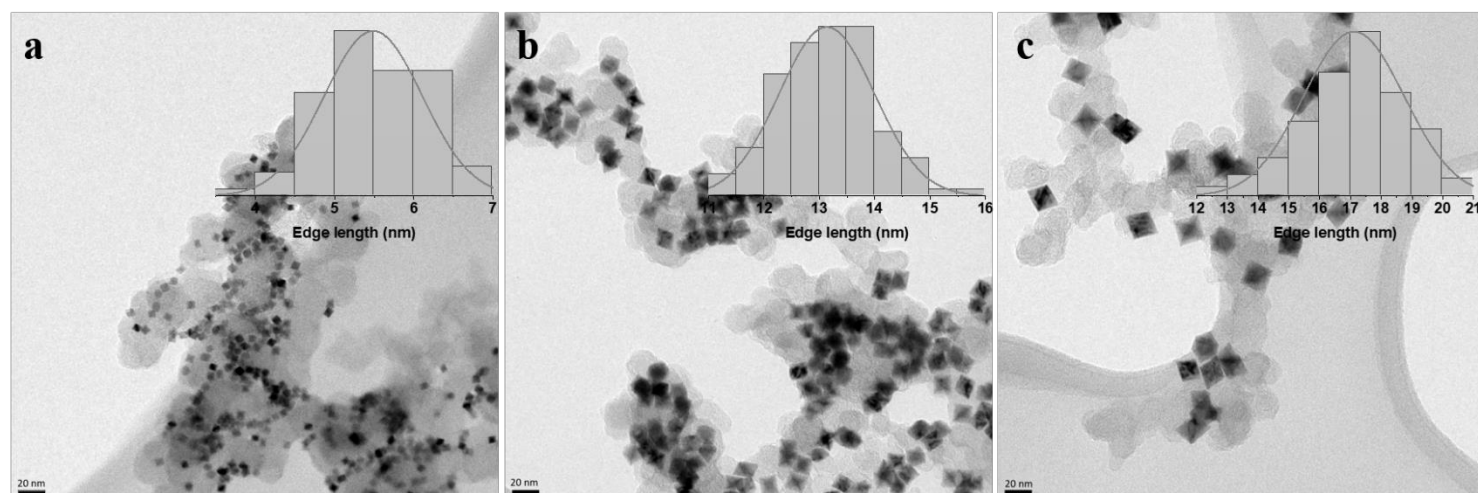 a
4 5 6 7
Edge length (nm)
20 nm
b
11 12 13 14 15 16
Edge length (nm)
20 nm
c
12 13 14 15 16 17 18 19 20 21
Edge length (nm)
20 nm